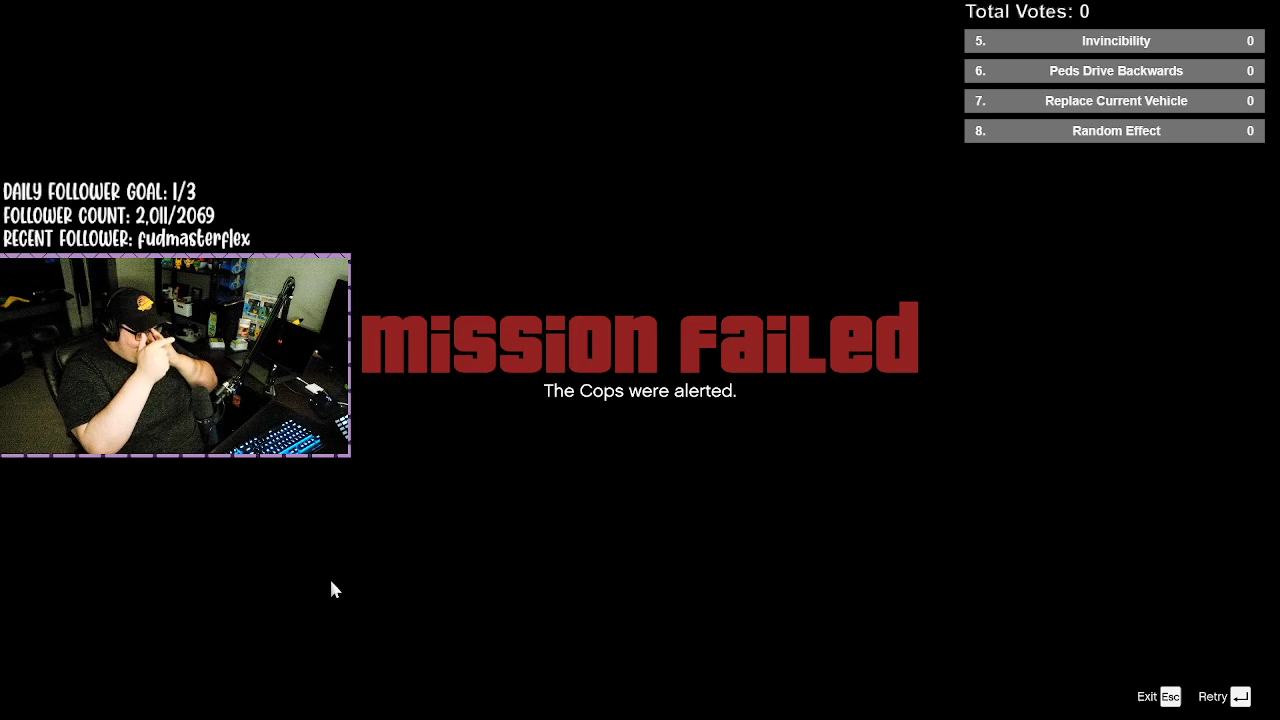 Total Votes: 0
5. Invincibility 0
6. Peds Drive Backwards 0
7. Replace Current Vehicle 0
8. Random Effect 0
DAILY FOLLOWER GOAL: 1/3
FOLLOWER COUNT: 2,011/2069
RECENT FOLLOWER: fudmasterflex
mission failed
The Cops were alerted.
Exit Esc Retry